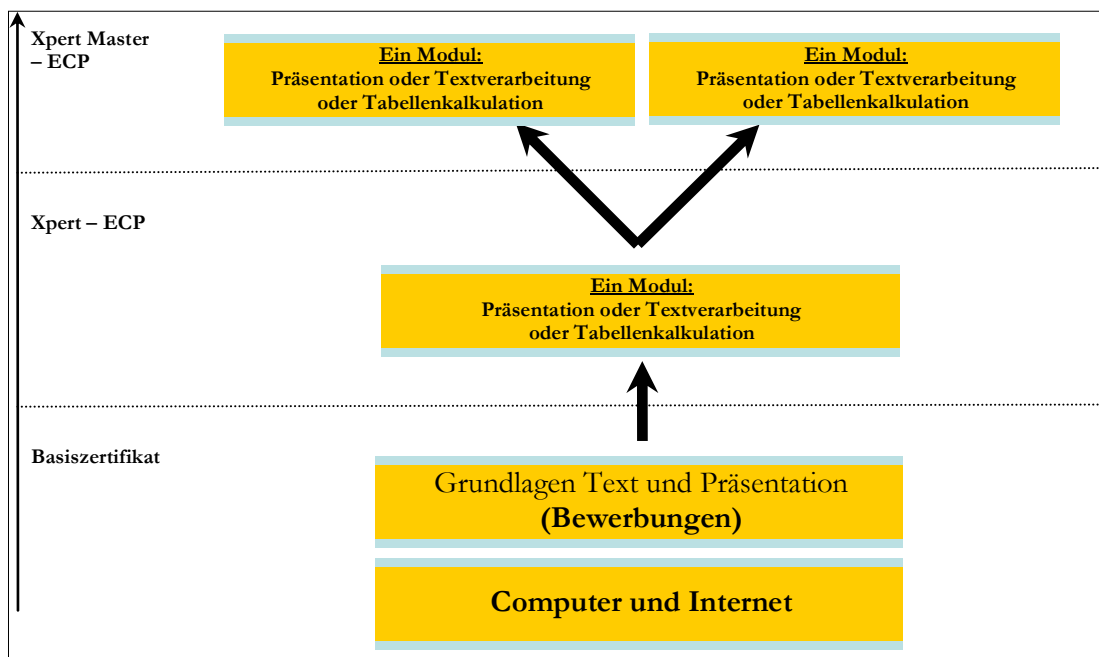 Xpert Master
– ECP
Ein Modul:
Präsentation oder Textverarbeitung
oder Tabellenkalkulation
Ein Modul:
Präsentation oder Textverarbeitung
oder Tabellenkalkulation
Xpert – ECP
Ein Modul:
Präsentation oder Textverarbeitung
oder Tabellenkalkulation
Basiszertifikat
Grundlagen Text und Präsentation
(Bewerbungen)
Computer und Internet